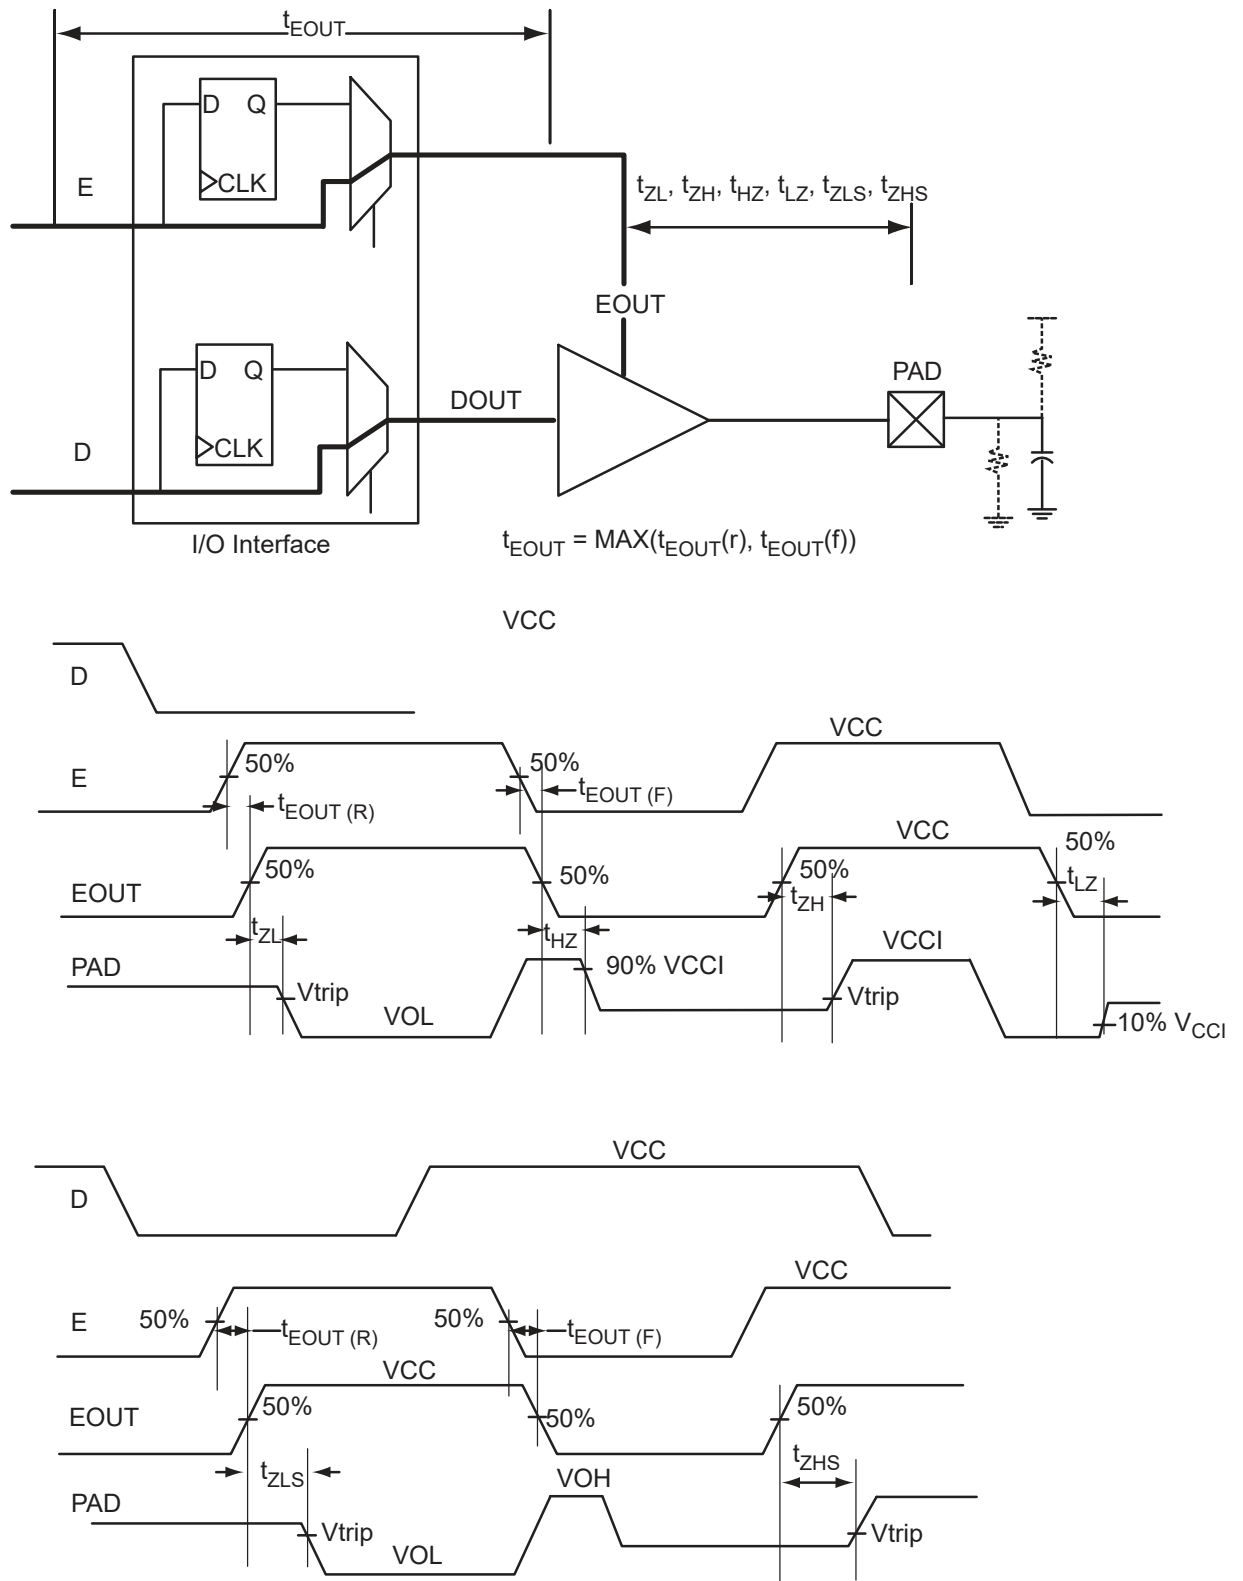 tEOUT
D Q
CLK
E
tZL, tZH, tHZ, tLZ, tZLS, tZHS
EOUT
D Q
CLK
D
DOUT
PAD
I/O Interface
tEOUT = MAX(tEOUT(r), tEOUT(f))
VCC
D
VCC
E
50%
50%
tEOUT (R)
tEOUT (F)
VCC
50%
EOUT
50%
50%
50%
tZL
tHZ
tZH
tLZ
PAD
VCCI
90% VCCI
Vtrip
Vtrip
VOL
10% VCCI
VCC
D
VCC
E
50%
50%
tEOUT (R)
tEOUT (F)
VCC
EOUT
50%
50%
50%
tZLS
tZHS
PAD
VOH
Vtrip
Vtrip
VOL